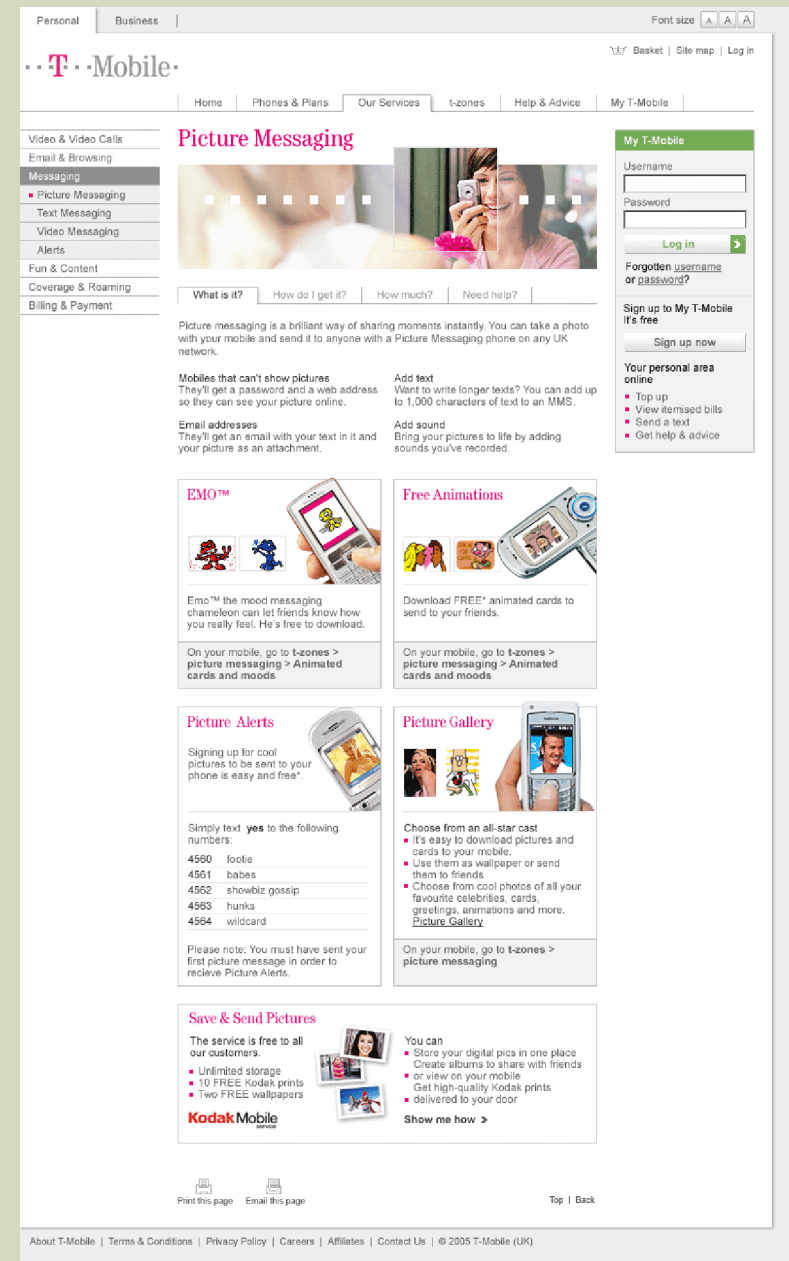 Personal
Business
Font size A A A
Basket | Site map | Log in
T Mobile
Home
Phones & Plans
Our Services
t-zones
Help & Advice
My T-Mobile
Video & Video Calls
Email & Browsing
Messaging
Picture Messaging
Text Messaging
Video Messaging
Alerts
Fun & Content
Coverage & Roaming
Billing & Payment
Picture Messaging
What is it?
How do I get it?
How much?
Need help?
Picture messaging is a brilliant way of sharing moments instantly. You can take a photo
with your mobile and send it to anyone with a Picture Messaging phone on any UK
network.
Mobiles that can't show pictures
They'll get a password and a web address
so they can see your picture online.
Email addresses
They'll get an email with your text in it and
your picture as an attachment.
Add text
Want to write longer texts? You can add up
to 1,000 characters of text to an MMS.
Add sound
Bring your pictures to life by adding
sounds you've recorded.
EMO™
Emo™ the mood messaging
chameleon can let friends know how
you really feel. He's free to download.
On your mobile, go to t-zones >
picture messaging > Animated
cards and moods
Free Animations
Download FREE* animated cards to
send to your friends.
On your mobile, go to t-zones >
picture messaging > Animated
cards and moods
Picture Alerts
Signing up for cool
pictures to be sent to your
phone is easy and free*.
Simply text yes to the following
numbers:
4560 footie
4561 babes
4562 showbiz gossip
4563 hunks
4564 wildcard
Please note: You must have sent your
first picture message in order to
recieve Picture Alerts.
Picture Gallery
Choose from an all-star cast
It's easy to download pictures and
cards to your mobile.
Use them as wallpaper or send
them to friends.
Choose from cool photos of all your
favourite celebrities, cards,
greetings, animations and more.
Picture Gallery
On your mobile, go to t-zones >
picture messaging
Save & Send Pictures
The service is free to all
our customers.
Unlimited storage
10 FREE Kodak prints
Two FREE wallpapers
Kodak Mobile
service
You can
Store your digital pics in one place
Create albums to share with friends
or view on your mobile
Get high-quality Kodak prints
delivered to your door
Show me how
My T-Mobile
Username
Password
Log in
Forgotten username
or password?
Sign up to My T-Mobile
It's free
Sign up now
Your personal area
online
Top up
View itemised bills
Send a text
Get help & advice
Print this page
Email this page
Top | Back
About T-Mobile | Terms & Conditions | Privacy Policy | Careers | Affiliates | Contact Us | © 2005 T-Mobile (UK)